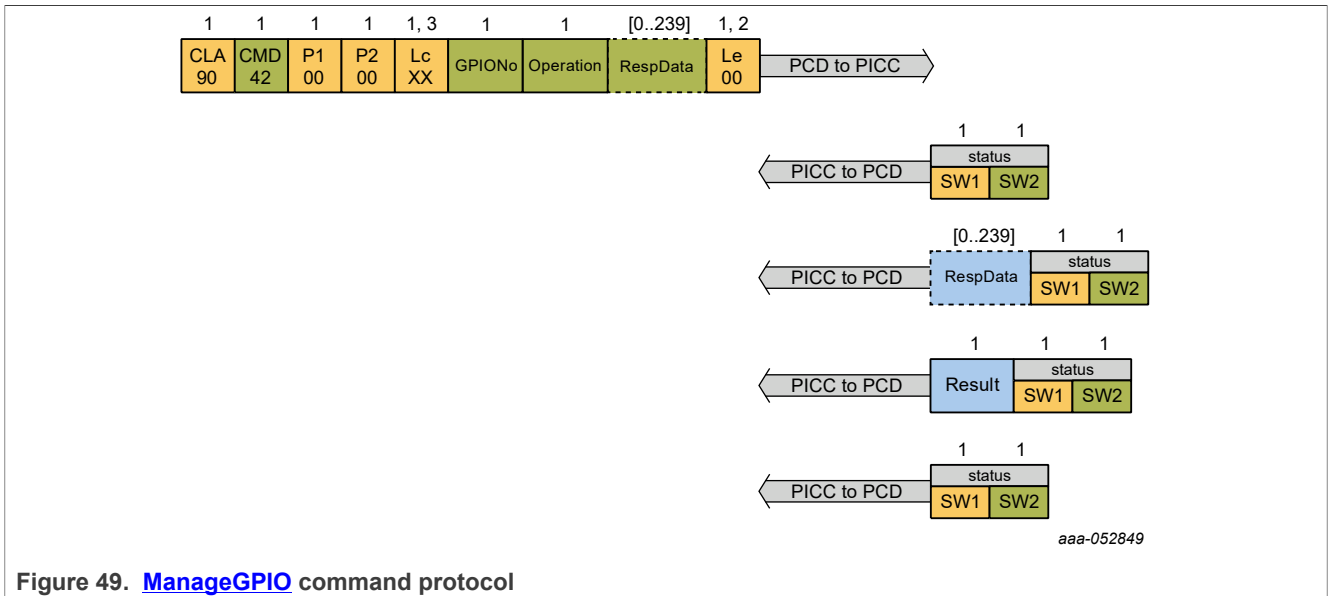 1 1 1 1 1, 3 1 1 [0..239] 1, 2
CLA CMD P1 P2 Lc GPIONo Operation RespData Le PCD to PICC
90 42 00 00 XX 00
1 1
status
PICC to PCD SW1 SW2
[0..239] 1 1
status
PICC to PCD RespData SW1 SW2
1 1 1
status
PICC to PCD Result SW1 SW2
1 1
status
PICC to PCD SW1 SW2
aaa-052849
Figure 49. ManageGPIO command protocol